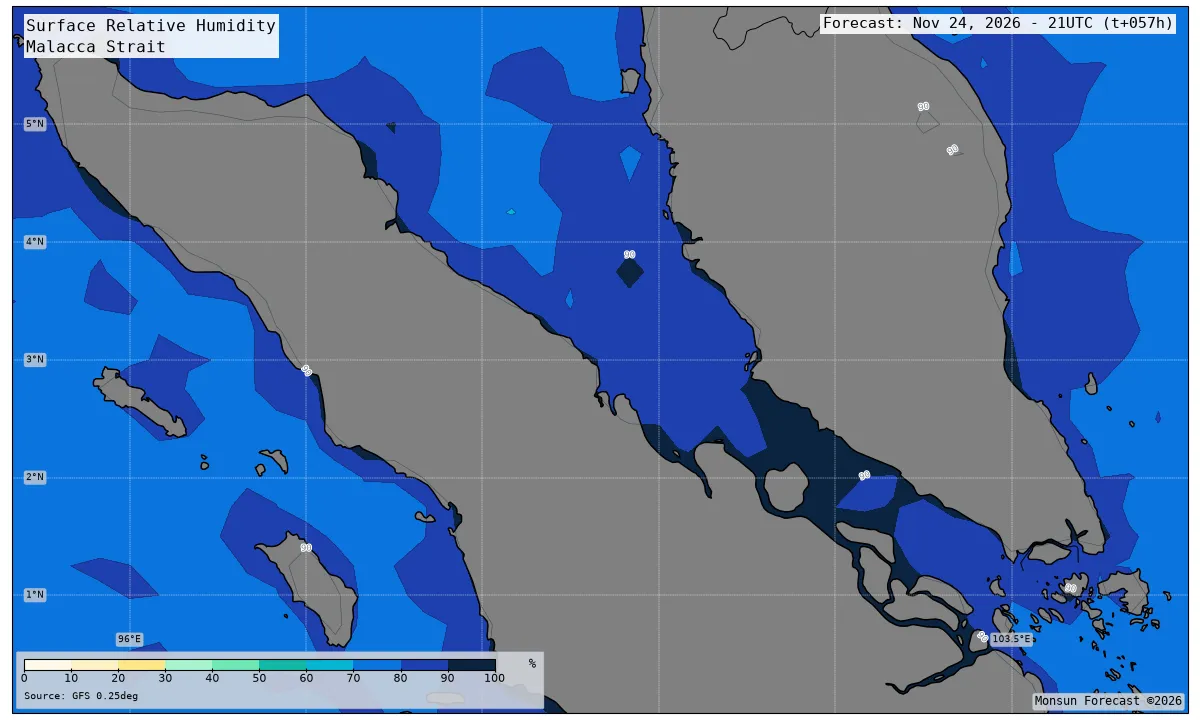 Surface Relative Humidity
Malacca Strait
Forecast: Nov 24, 2026 - 21UTC (t+057h)
90
5°N
90
4°N
90
3°N
90
2°N
90
90
1°N
90
96°E
90
103.5°E
%
0 10 20 30 40 50 60 70 80 90 100
Source: GFS 0.25deg
Monsun Forecast ©2026